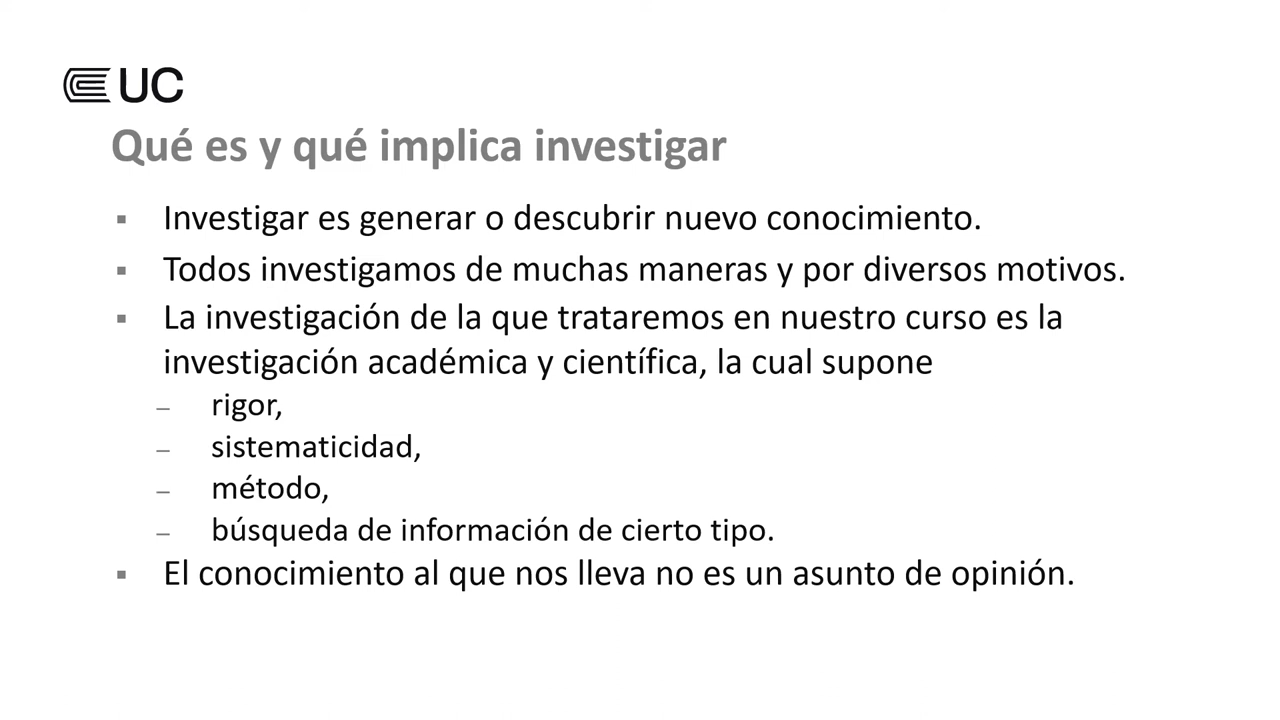 UC
Qué es y qué implica investigar
▪ Investigar es generar o descubrir nuevo conocimiento.
▪ Todos investigamos de muchas maneras y por diversos motivos.
▪ La investigación de la que trataremos en nuestro curso es la
investigación académica y científica, la cual supone
– rigor,
– sistematicidad,
– método,
– búsqueda de información de cierto tipo.
▪ El conocimiento al que nos lleva no es un asunto de opinión.